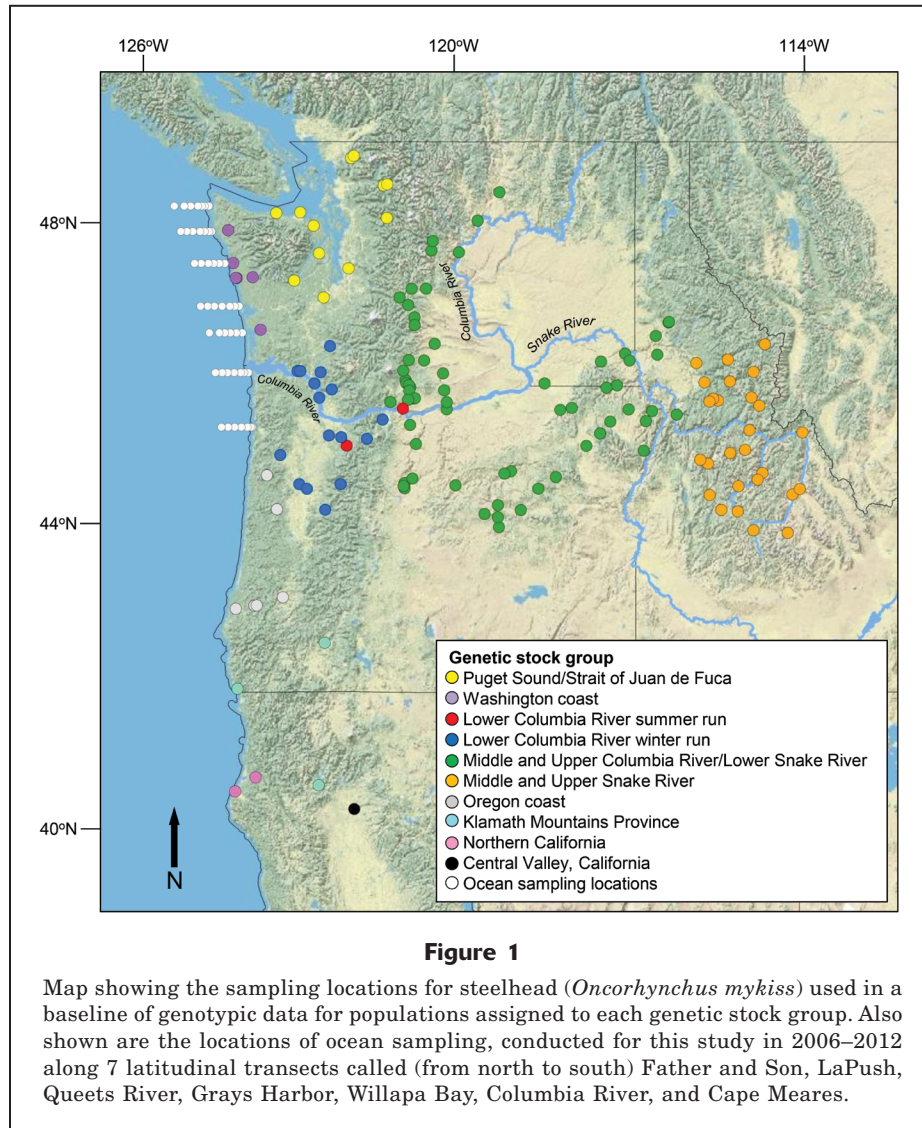 126ºW 120ºW 114ºW
48ºN
Columbia River
Snake River
Columbia River
44ºN
40ºN
N
Genetic stock group
Puget Sound/Strait of Juan de Fuca
Washington coast
Lower Columbia River summer run
Lower Columbia River winter run
Middle and Upper Columbia River/Lower Snake River
Middle and Upper Snake River
Oregon coast
Klamath Mountains Province
Northern California
Central Valley, California
Ocean sampling locations
Figure 1
Map showing the sampling locations for steelhead (Oncorhynchus mykiss) used in a
baseline of genotypic data for populations assigned to each genetic stock group. Also
shown are the locations of ocean sampling, conducted for this study in 2006–2012
along 7 latitudinal transects called (from north to south) Father and Son, LaPush,
Queets River, Grays Harbor, Willapa Bay, Columbia River, and Cape Meares.